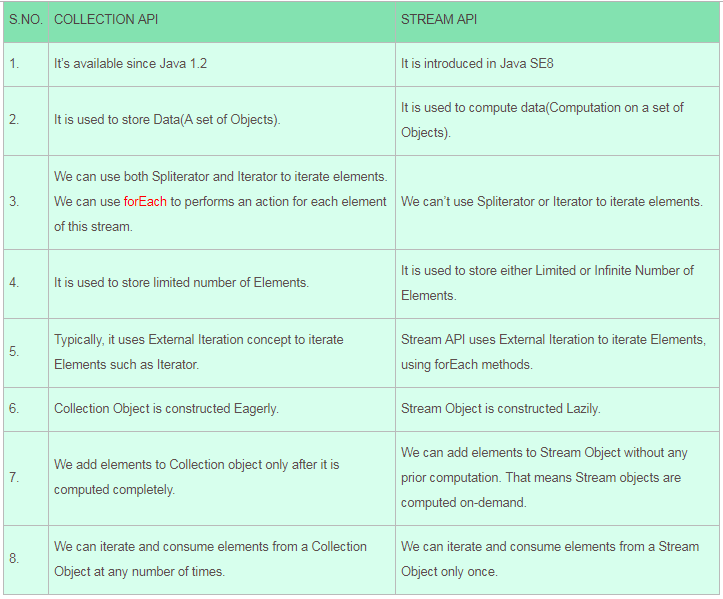 S.NO. COLLECTION API STREAM API
1. It's available since Java 1.2 It is introduced in Java SE8
2. It is used to store Data(A set of Objects). It is used to compute data(Computation on a set of
Objects).
3. We can use both Spliterator and Iterator to iterate elements.
We can use forEach to performs an action for each element
of this stream.
We can't use Spliterator or Iterator to iterate elements.
4. It is used to store limited number of Elements. It is used to store either Limited or Infinite Number of
Elements.
5. Typically, it uses External Iteration concept to iterate
Elements such as Iterator.
Stream API uses External Iteration to iterate Elements,
using forEach methods.
6. Collection Object is constructed Eagerly. Stream Object is constructed Lazily.
7. We add elements to Collection object only after it is
computed completely.
We can add elements to Stream Object without any
prior computation. That means Stream objects are
computed on-demand.
8. We can iterate and consume elements from a Collection
Object at any number of times.
We can iterate and consume elements from a Stream
Object only once.